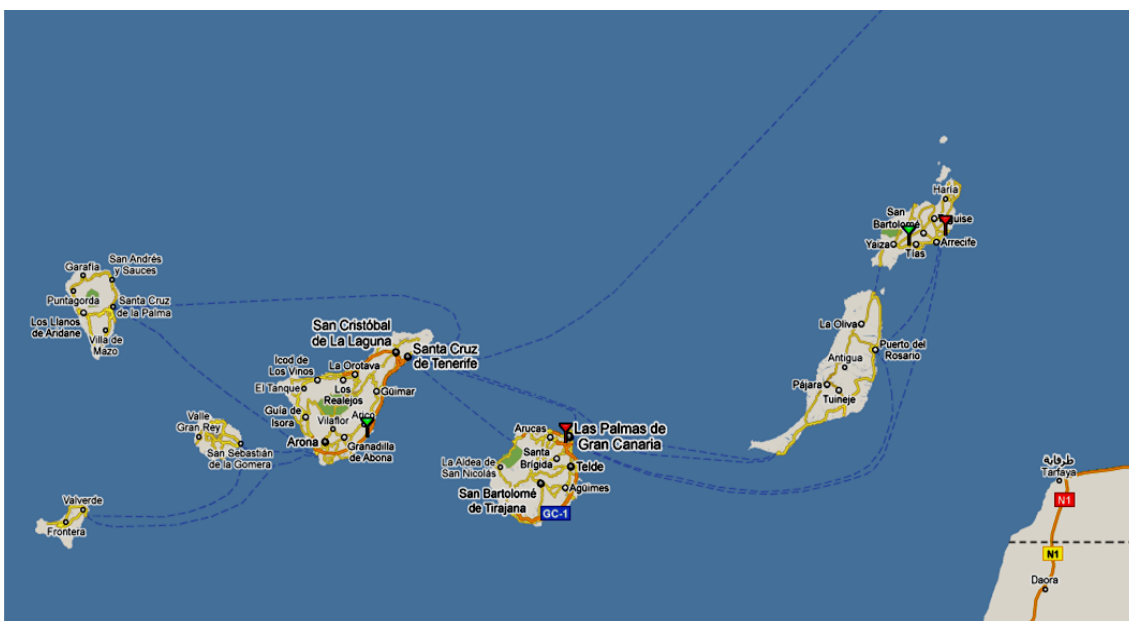 Haría
San
Bartolomé
uise
Yaiza
Tías
Arrecife
Garafía
San Andrés
y Sauces
Puntagorda
Santa Cruz
de la Palma
Los Llanos
de Aridane
Villa de
Mazo
La Oliva
Puerto del
Rosario
Antigua
Pájara
Tuineje
San Cristóbal
de La Laguna
Santa Cruz
de Tenerife
Icod de
Los Vinos
La Orotava
El Tanque
Los
Realejos
Güimar
Guía de
Isora
Vilaflor
Arico
Arona
Granadilla
de Abona
Valle
Gran Rey
San Sebastián
de la Gomera
Arucas
Las Palmas de
Gran Canaria
Santa
Brígida
La Aldea de
San Nicolás
Telde
Agüimes
San Bartolomé
de Tirajana
GC-1
Valverde
Frontera
طرفاية
Tarfaya
N1
N1
Daora